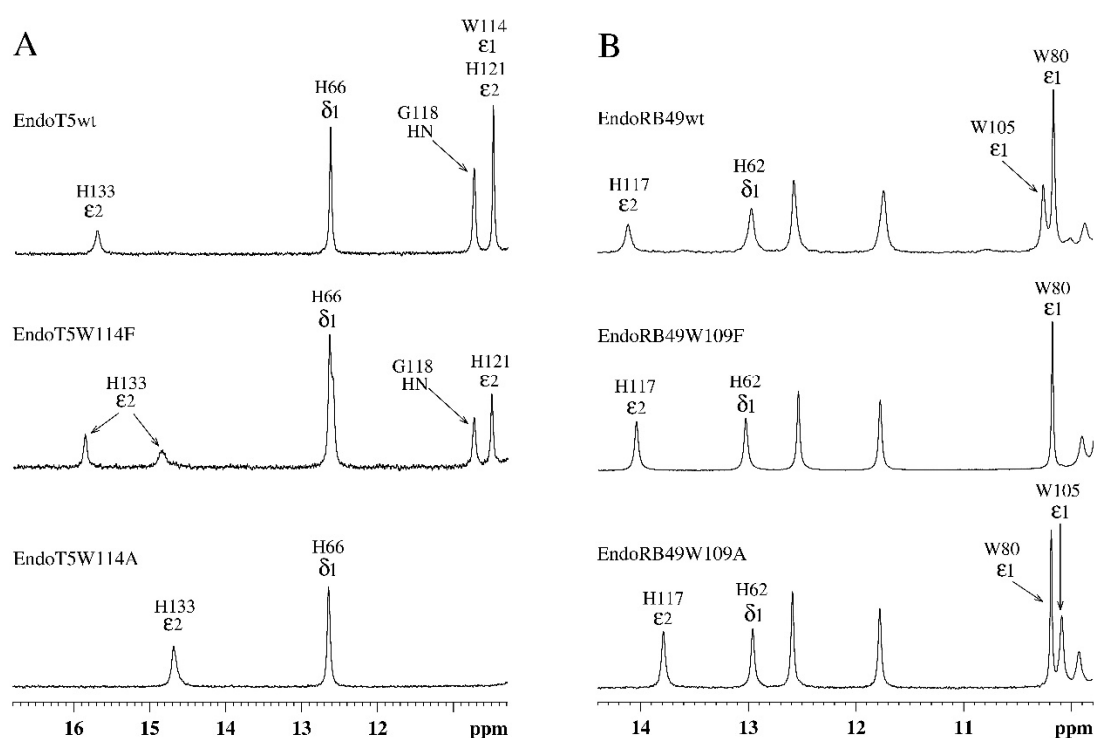 A
EndoT5wt
H133
ε2
H66
δ1
G118
HN
W114
ε1
H121
ε2
EndoT5W114F
H133
ε2
H66
δ1
G118
HN
H121
ε2
EndoT5W114A
H133
ε2
H66
δ1
16 15 14 13 12 11 ppm
B
EndoRB49wt
H117
ε2
H62
δ1
W105
ε1
W80
ε1
EndoRB49W109F
H117
ε2
H62
δ1
W80
ε1
EndoRB49W109A
H117
ε2
H62
δ1
W80
ε1
W105
ε1
14 13 12 11 ppm